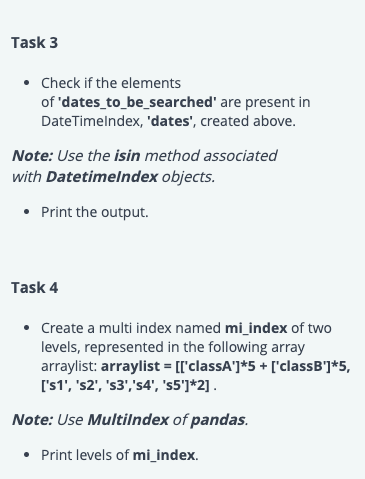 Task 3
• Check if the elements
of 'dates_to_be_searched' are present in
DateTimeIndex, 'dates', created above.
Note: Use the isin method associated
with DatetimeIndex objects.
• Print the output.
Task 4
• Create a multi index named mi_index of two
levels, represented in the following array
arraylist: arraylist = [['classA']*5 + ['classB']*5,
['s1', 's2', 's3','s4', 's5']*2] .
Note: Use MultiIndex of pandas.
• Print levels of mi_index.